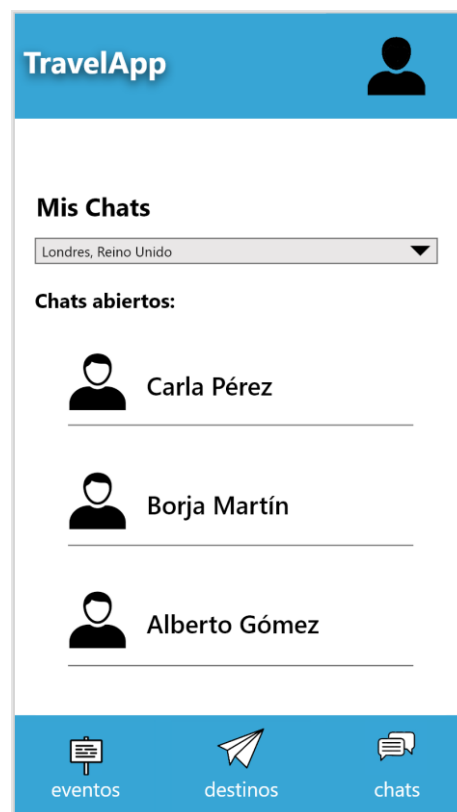 TravelApp
Mis Chats
Londres, Reino Unido
Chats abiertos:
Carla Pérez
Borja Martín
Alberto Gómez
eventos destinos chats